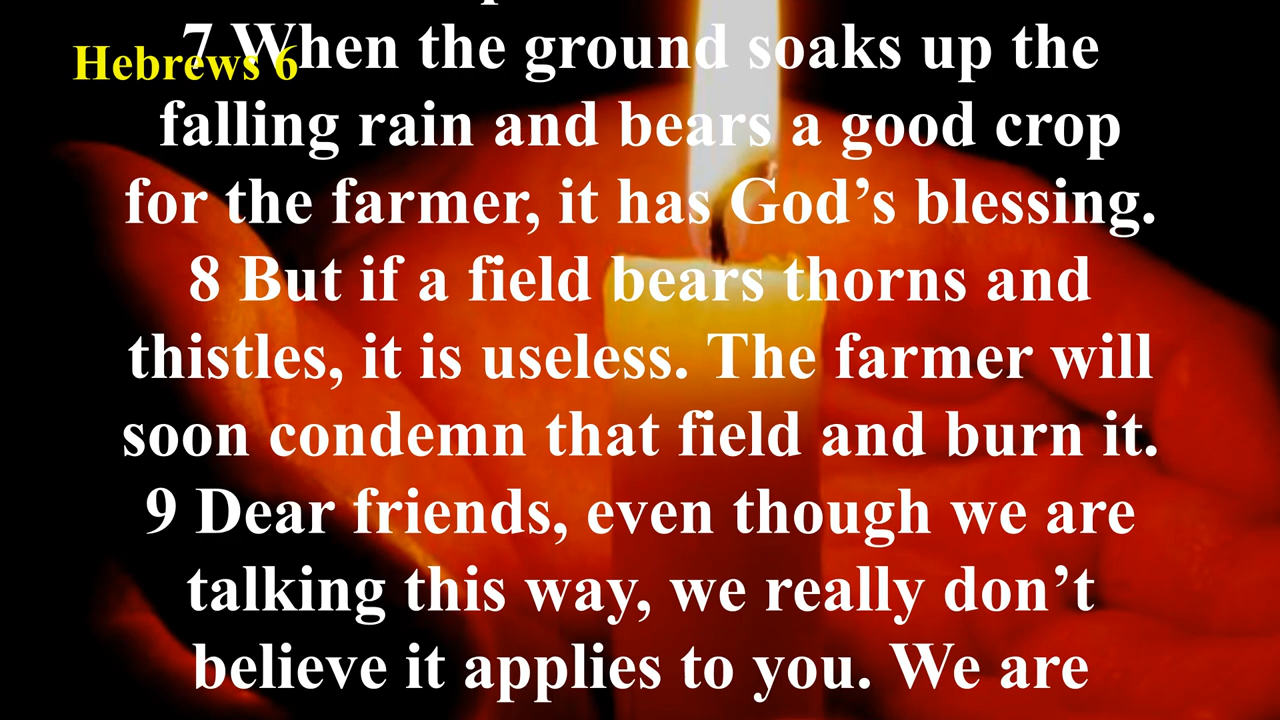 Hebrews 6
7 When the ground soaks up the
falling rain and bears a good crop
for the farmer, it has God’s blessing.
8 But if a field bears thorns and
thistles, it is useless. The farmer will
soon condemn that field and burn it.
9 Dear friends, even though we are
talking this way, we really don’t
believe it applies to you. We are